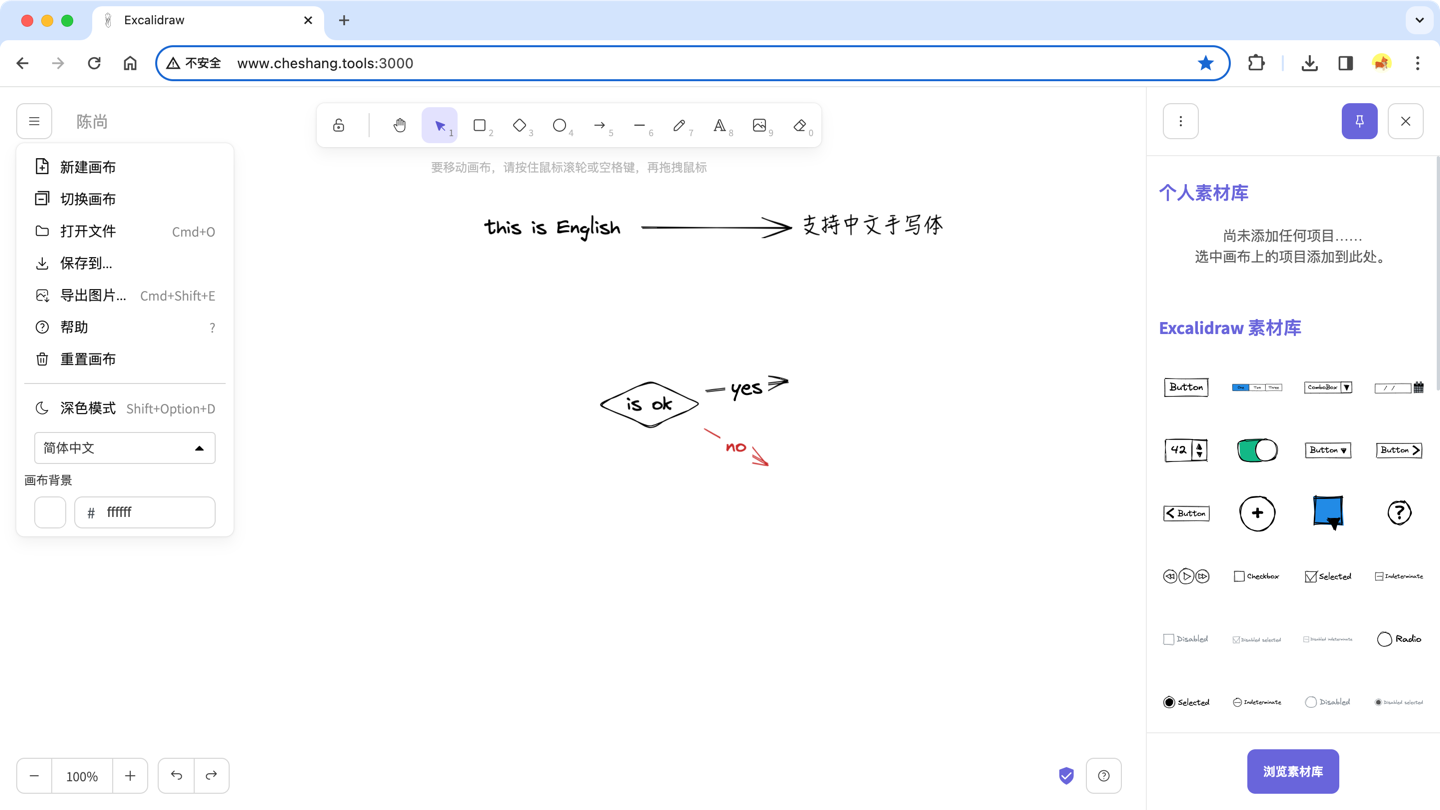 Excalidraw
不安全 www.cheshang.tools:3000
陈尚
1 2 3 4 5 6 7 8 9 0
要移动画布，请按住鼠标滚轮或空格键，再拖拽鼠标
新建画布
切换画布
打开文件 Cmd+O
保存到...
导出图片... Cmd+Shift+E
帮助 ?
重置画布
深色模式 Shift+Option+D
简体中文
画布背景
# ffffff
this is English 支持中文手写体
is ok yes
no
100%
个人素材库
尚未添加任何项目……
选中画布上的项目添加到此处。
Excalidraw 素材库
Button One Two Three ComboBox / /
42 Button Button
Button + ?
Checkbox Selected Indeterminate
Disabled Disabled selected Disabled indeterminate Radio
Selected Indeterminate Disabled Disabled selected
浏览素材库